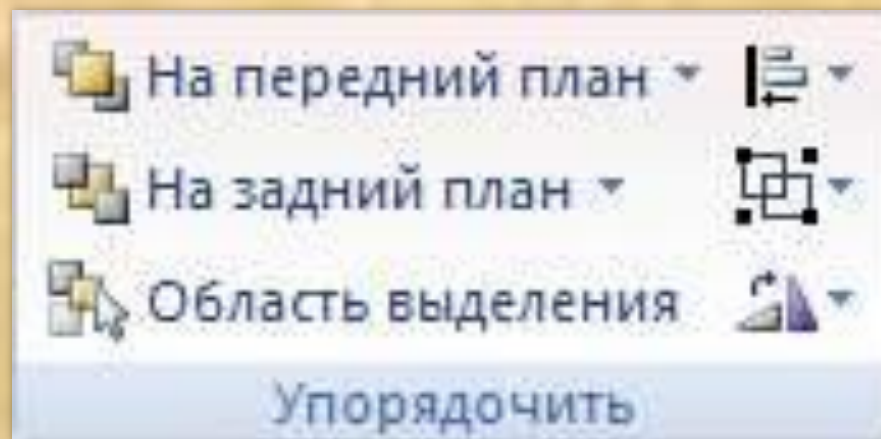 На передний план
На задний план
Область выделения
Упорядочить